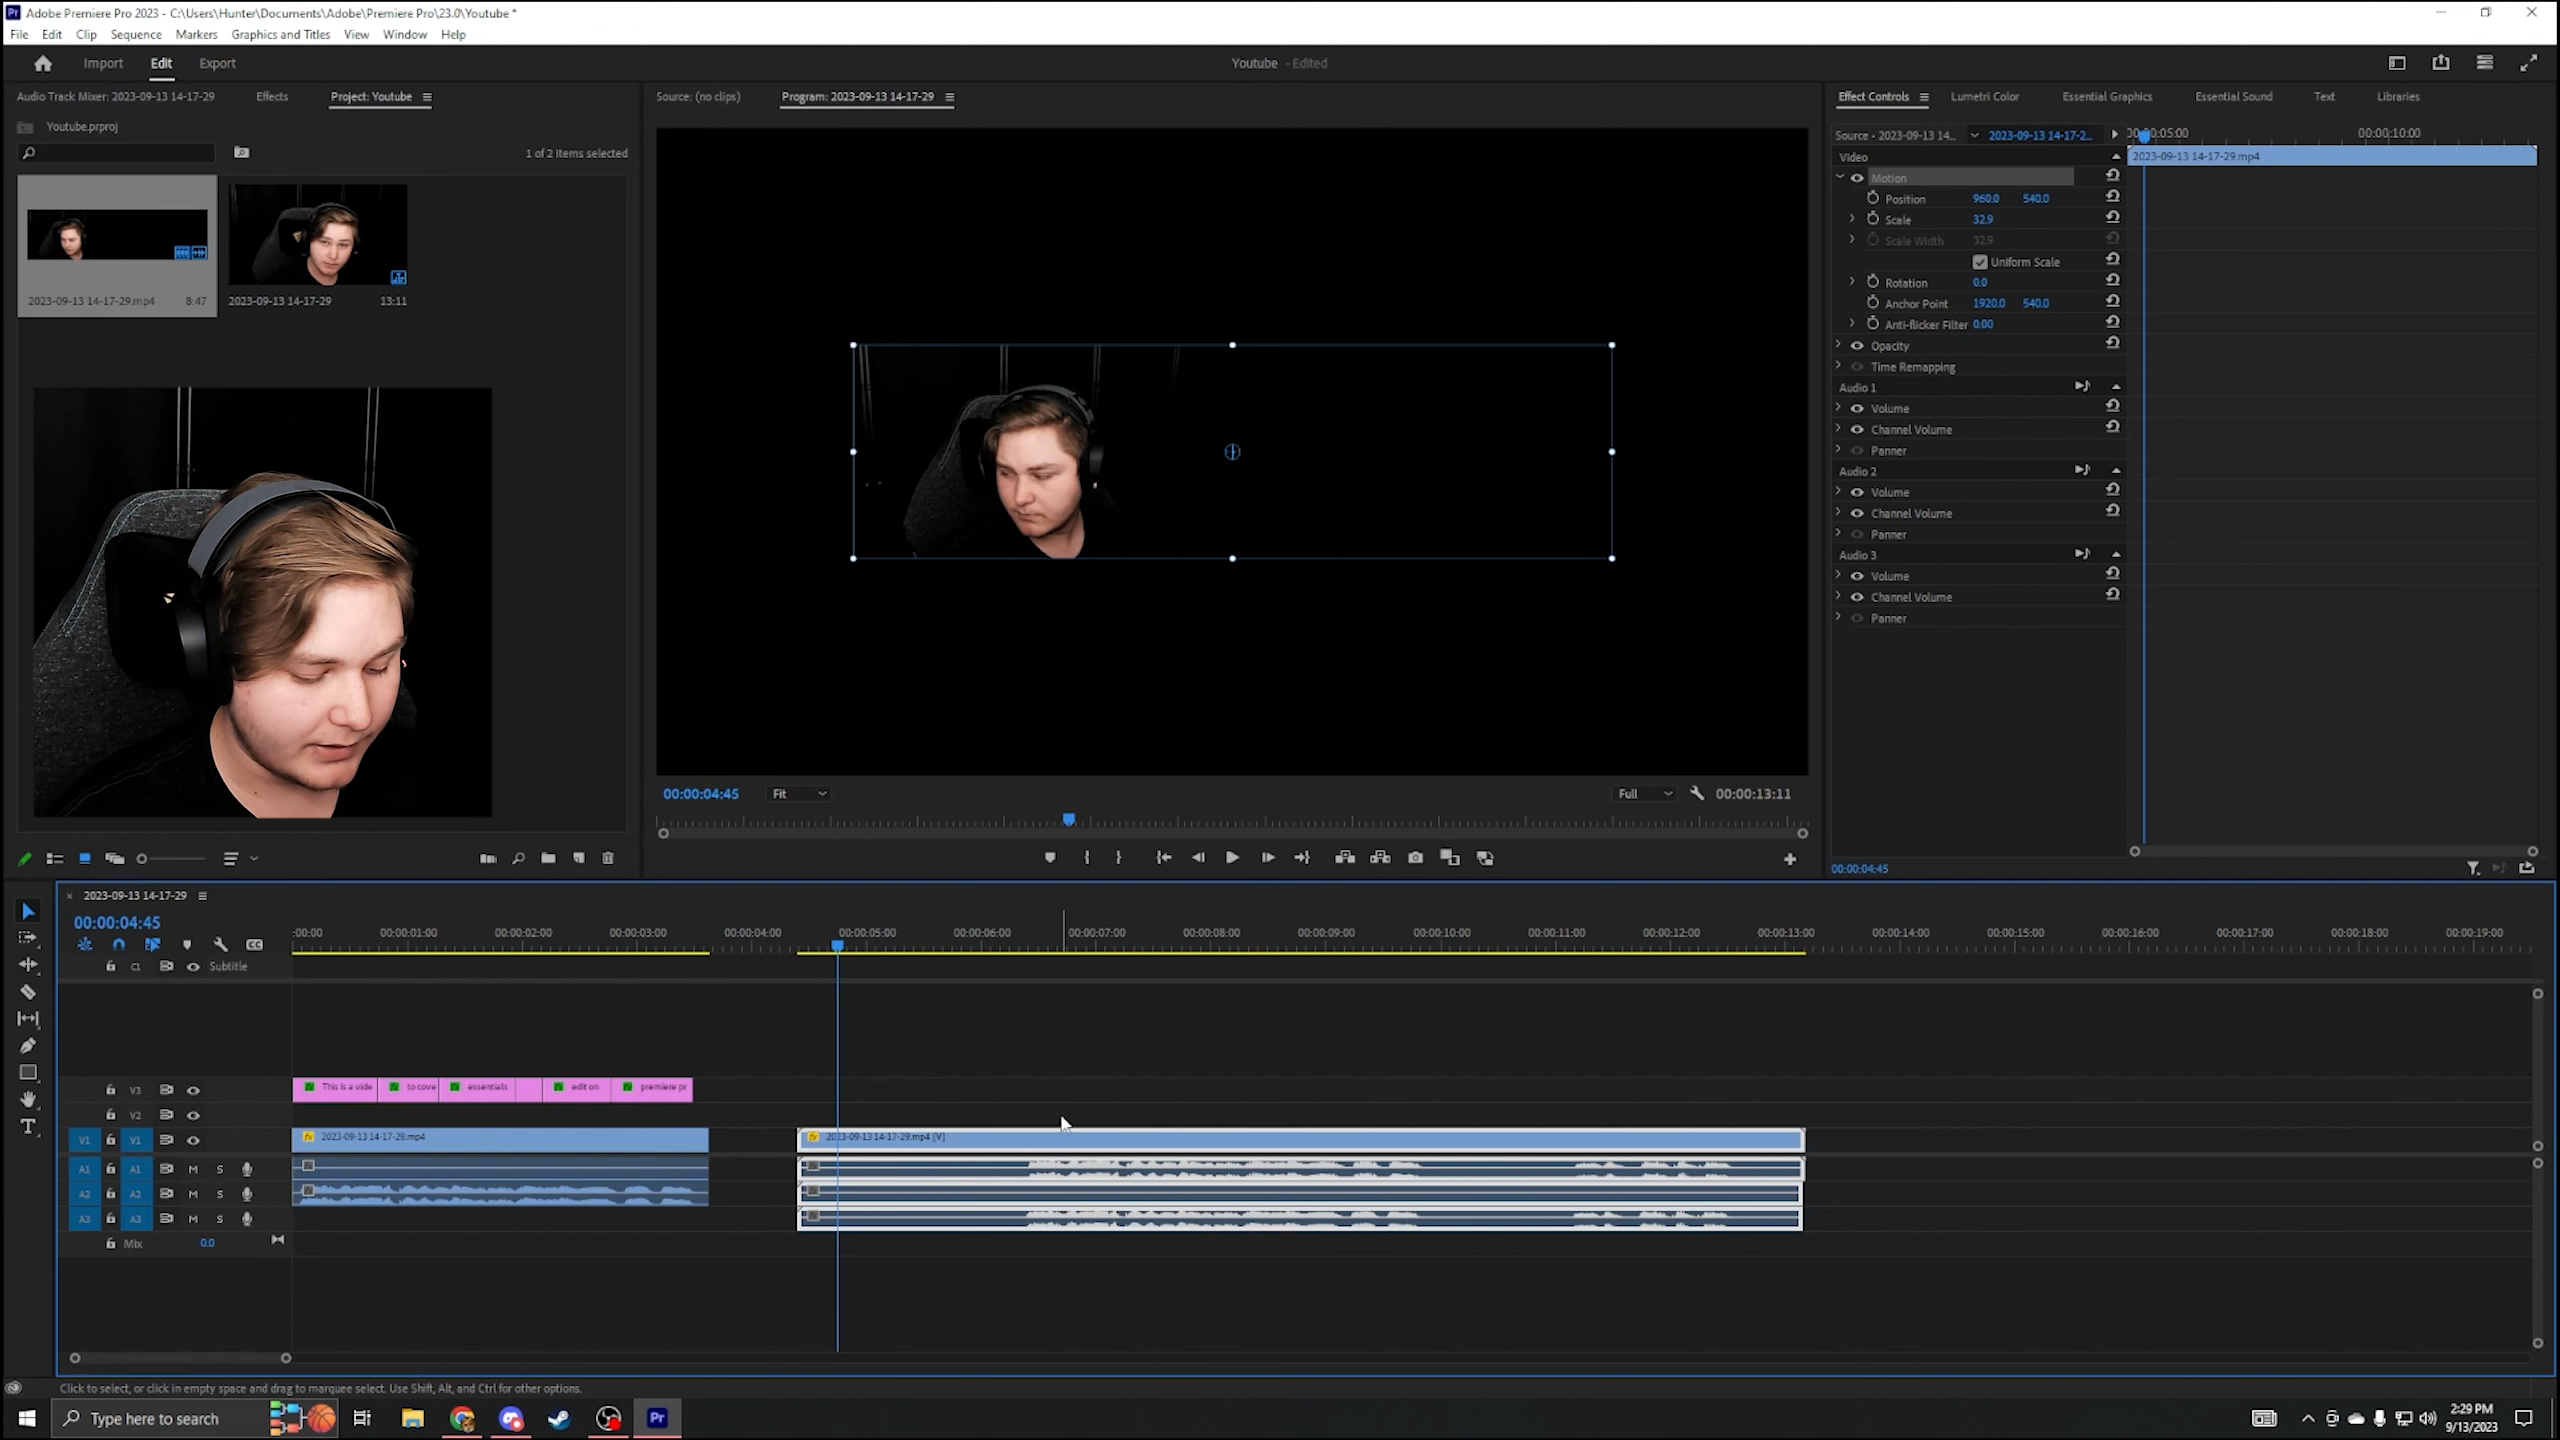 Adobe Premiere Pro 2023 - C:\Users\Hunter\Documents\Adobe\Premiere Pro\23.0\Youtube *
File Edit Clip Sequence Markers Graphics and Titles View Window Help
Import Edit Export
Youtube - Edited
Audio Track Mixer: 2023-09-13 14-17-29 Effects Project: Youtube
Youtube.prproj
1 of 2 items selected
2023-09-13 14-17-29.mp4 8:47
2023-09-13 14-17-29 13:11
Source: (no clips) Program: 2023-09-13 14-17-29
00:00:04:45 Fit Full 00:00:13:11
Effect Controls Lumetri Color Essential Graphics Essential Sound Text Libraries
Source - 2023-09-13 14... 2023-09-13 14-17-2... 00:00:10:00
Video 2023-09-13 14-17-29.mp4
Motion
Position 960.0 540.0
Scale 32.9
Scale Width 32.9
Uniform Scale
Rotation 0.0
Anchor Point 1920.0 540.0
Anti-flicker Filter 0.00
Opacity
Time Remapping
Audio 1
Volume
Channel Volume
Panner
Audio 2
Volume
Channel Volume
Panner
Audio 3
Volume
Channel Volume
Panner
00:00:04:45
2023-09-13 14-17-29
00:00:04:45
:00:00 00:00:01:00 00:00:02:00 00:00:03:00 00:00:04:00 00:00:05:00 00:00:06:00 00:00:07:00 00:00:08:00 00:00:09:00 00:00:10:00 00:00:11:00 00:00:12:00 00:00:13:00 00:00:14:00 00:00:15:00 00:00:16:00 00:00:17:00 00:00:18:00 00:00:19:00
CC
C1 Subtitle
V3 This is a vide to cove essentials edit on premiere pr
V2
V1 V1 2023-09-13 14-17-29.mp4 2023-09-13 14-17-29.mp4 [V]
A1 A1 M S
A2 A2 M S
A3 A3 M S
Mix 0.0
Click to select, or click in empty space and drag to marquee select. Use Shift, Alt, and Ctrl for other options.
Type here to search
Pr
2:29 PM
9/13/2023